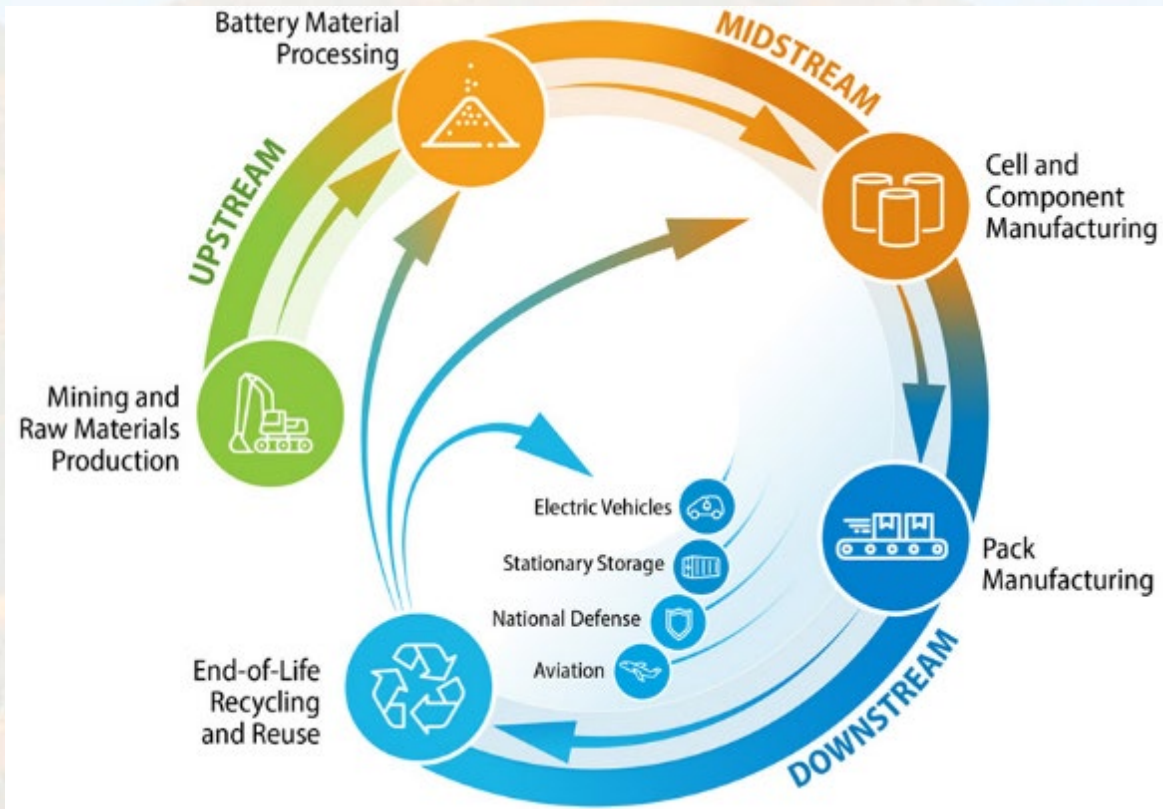 Battery Material
Processing
MIDSTREAM
UPSTREAM
Cell and
Component
Manufacturing
Mining and
Raw Materials
Production
Electric Vehicles
Stationary Storage
National Defense
Aviation
Pack
Manufacturing
End-of-Life
Recycling
and Reuse
DOWNSTREAM